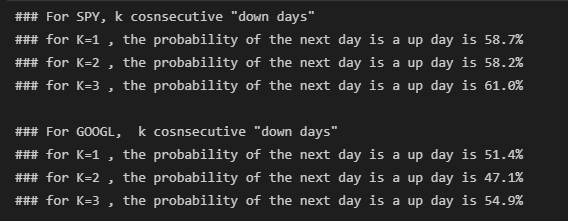 ### For SPY, k cosnsecutive "down days"
### for K=1 , the probability of the next day is a up day is 58.7%
### for K=2 , the probability of the next day is a up day is 58.2%
### for K=3 , the probability of the next day is a up day is 61.0%
### For GOOGL,  k cosnsecutive "down days"
### for K=1 , the probability of the next day is a up day is 51.4%
### for K=2 , the probability of the next day is a up day is 47.1%
### for K=3 , the probability of the next day is a up day is 54.9%